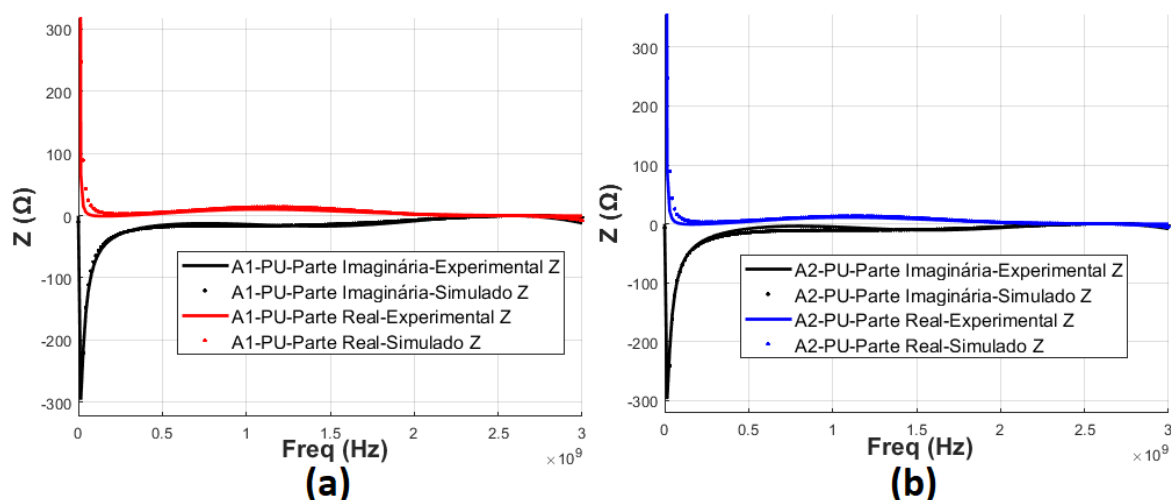 300
200
100
0
-100
-200
-300
Z (Ω)
A1-PU-Parte Imaginária-Experimental Z
A1-PU-Parte Imaginária-Simulado Z
A1-PU-Parte Real-Experimental Z
A1-PU-Parte Real-Simulado Z
0 0.5 1 1.5 2 2.5 3
Freq (Hz)
×10^9
(a)
300
200
100
0
-100
-200
-300
Z (Ω)
A2-PU-Parte Imaginária-Experimental Z
A2-PU-Parte Imaginária-Simulado Z
A2-PU-Parte Real-Experimental Z
A2-PU-Parte Real-Simulado Z
0 0.5 1 1.5 2 2.5 3
Freq (Hz)
×10^9
(b)